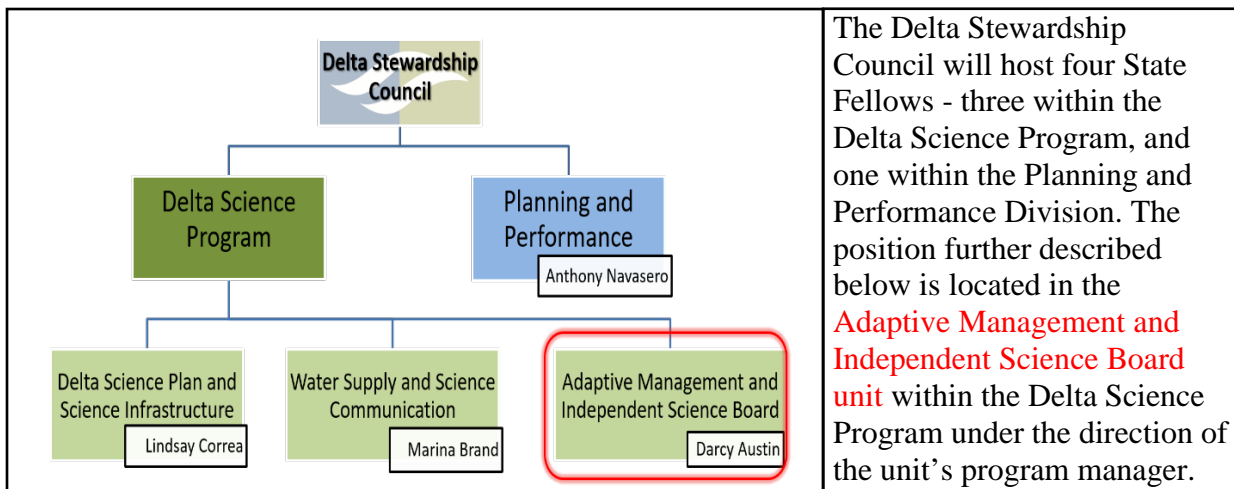 Delta Stewardship
Council
Delta Science
Program
Planning and
Performance
Anthony Navasero
Delta Science Plan and
Science Infrastructure
Lindsay Correa
Water Supply and Science
Communication
Marina Brand
Adaptive Management and
Independent Science Board
Darcy Austin
The Delta Stewardship
Council will host four State
Fellows - three within the
Delta Science Program, and
one within the Planning and
Performance Division. The
position further described
below is located in the
Adaptive Management and
Independent Science Board
unit within the Delta Science
Program under the direction of
the unit’s program manager.